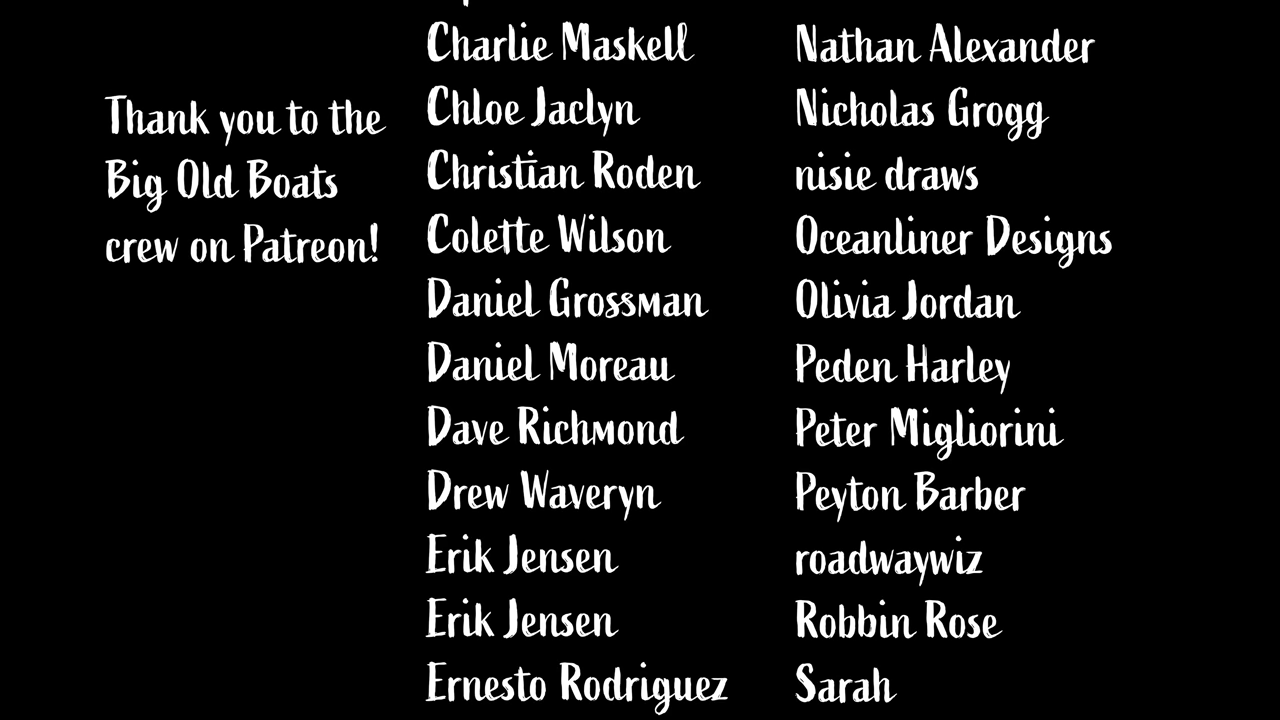 Thank you to the
Big Old Boats
crew on Patreon!
Charlie Maskell
Chloe Jaclyn
Christian Roden
Colette Wilson
Daniel Grossman
Daniel Moreau
Dave Richmond
Drew Waveryn
Erik Jensen
Erik Jensen
Ernesto Rodriguez
Nathan Alexander
Nicholas Grogg
nisie draws
Oceanliner Designs
Olivia Jordan
Peden Harley
Peter Migliorini
Peyton Barber
roadwaywiz
Robbin Rose
Sarah